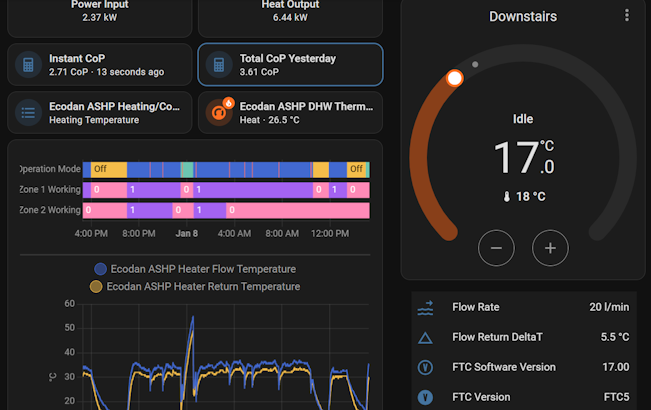 Power Input
2.37 kW
Heat Output
6.44 kW
Instant CoP
2.71 CoP · 13 seconds ago
Total CoP Yesterday
3.61 CoP
Ecodan ASHP Heating/Co...
Heating Temperature
Ecodan ASHP DHW Therm...
Heat · 26.5 °C
Operation Mode
Off
Off
Zone 1 Working
0
1
0
1
0
1
0
Zone 2 Working
0
1
0
1
0
4:00 PM
8:00 PM
Jan 8
4:00 AM
8:00 AM
12:00 PM
Ecodan ASHP Heater Flow Temperature
Ecodan ASHP Heater Return Temperature
60
50
40
30
20
°C
Downstairs
Idle
17.0 °C
18 °C
Flow Rate
20 l/min
Flow Return DeltaT
5.5 °C
FTC Software Version
17.00
FTC Version
FTC5